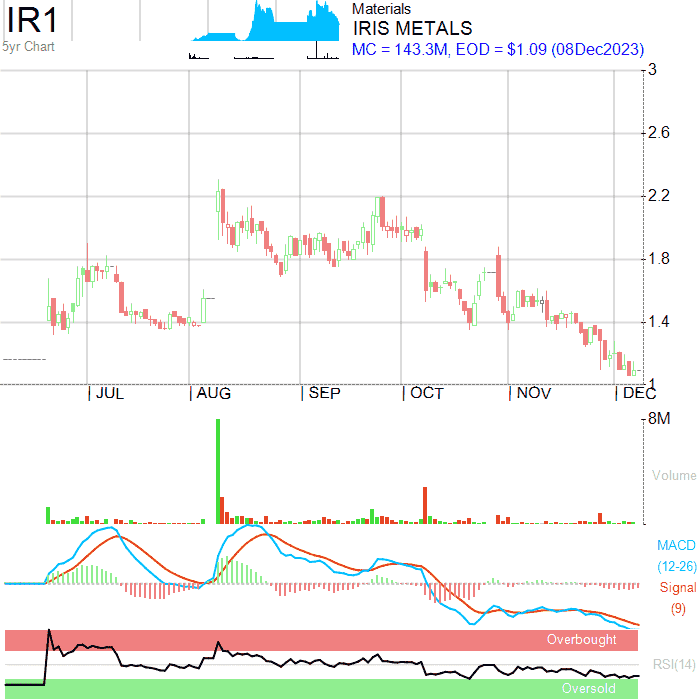 IR1
5yr Chart
Materials
IRIS METALS
MC = 143.3M, EOD = $1.09 (08Dec2023)
3
2.6
2.2
1.8
1.4
1
JUL AUG SEP OCT NOV DEC
8M
Volume
MACD
(12-26)
Signal
(9)
Overbought
RSI(14)
Oversold